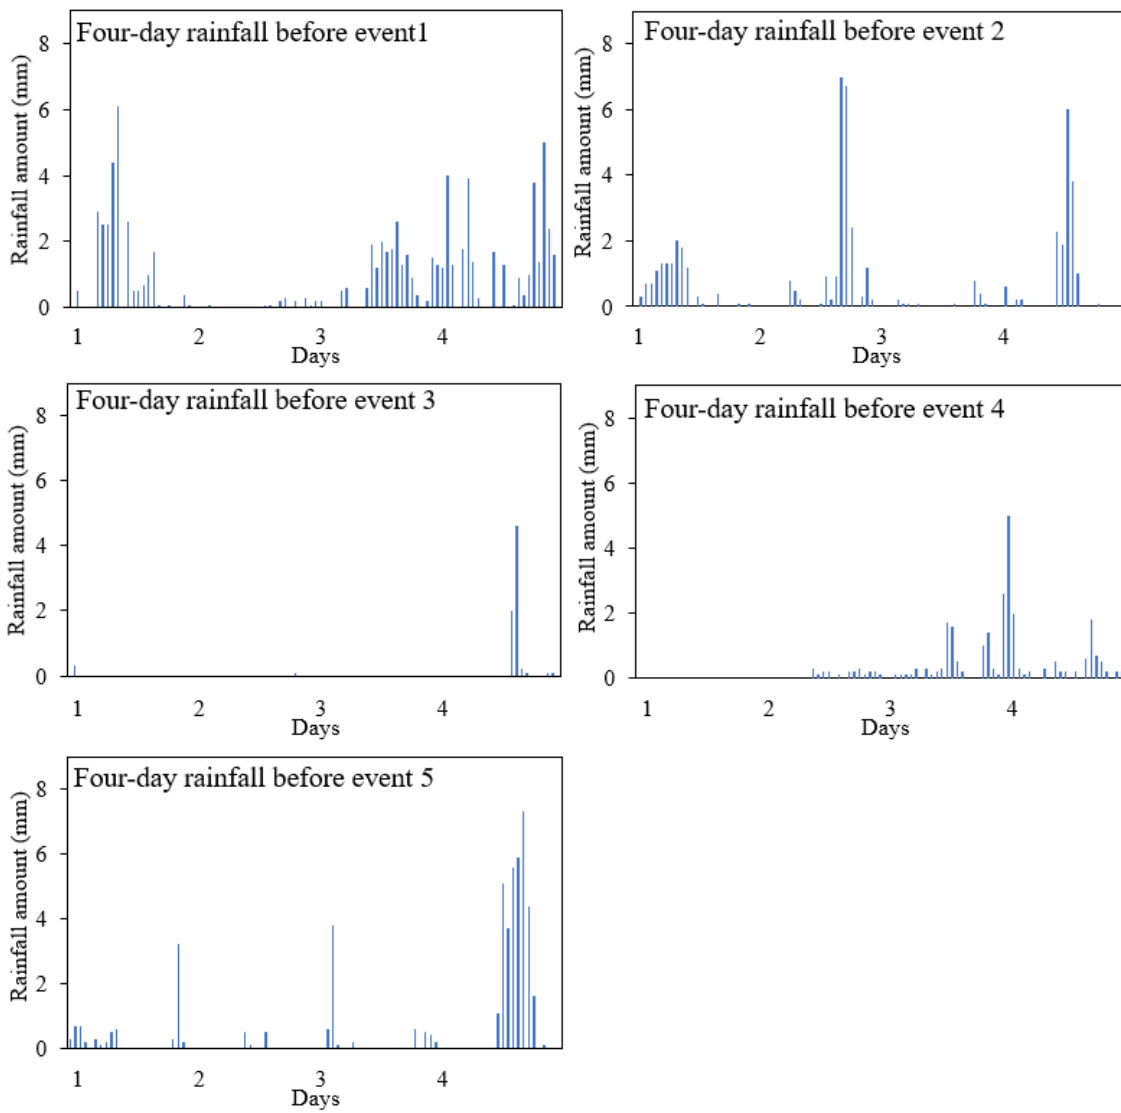 Four-day rainfall before event1
Rainfall amount (mm)
8
6
4
2
0
1 2 3 4
Days
Four-day rainfall before event 2
Rainfall amount (mm)
8
6
4
2
0
1 2 3 4
Days
Four-day rainfall before event 3
Rainfall amount (mm)
8
6
4
2
0
1 2 3 4
Days
Four-day rainfall before event 4
Rainfall amount (mm)
8
6
4
2
0
1 2 3 4
Days
Four-day rainfall before event 5
Rainfall amount (mm)
8
6
4
2
0
1 2 3 4
Days